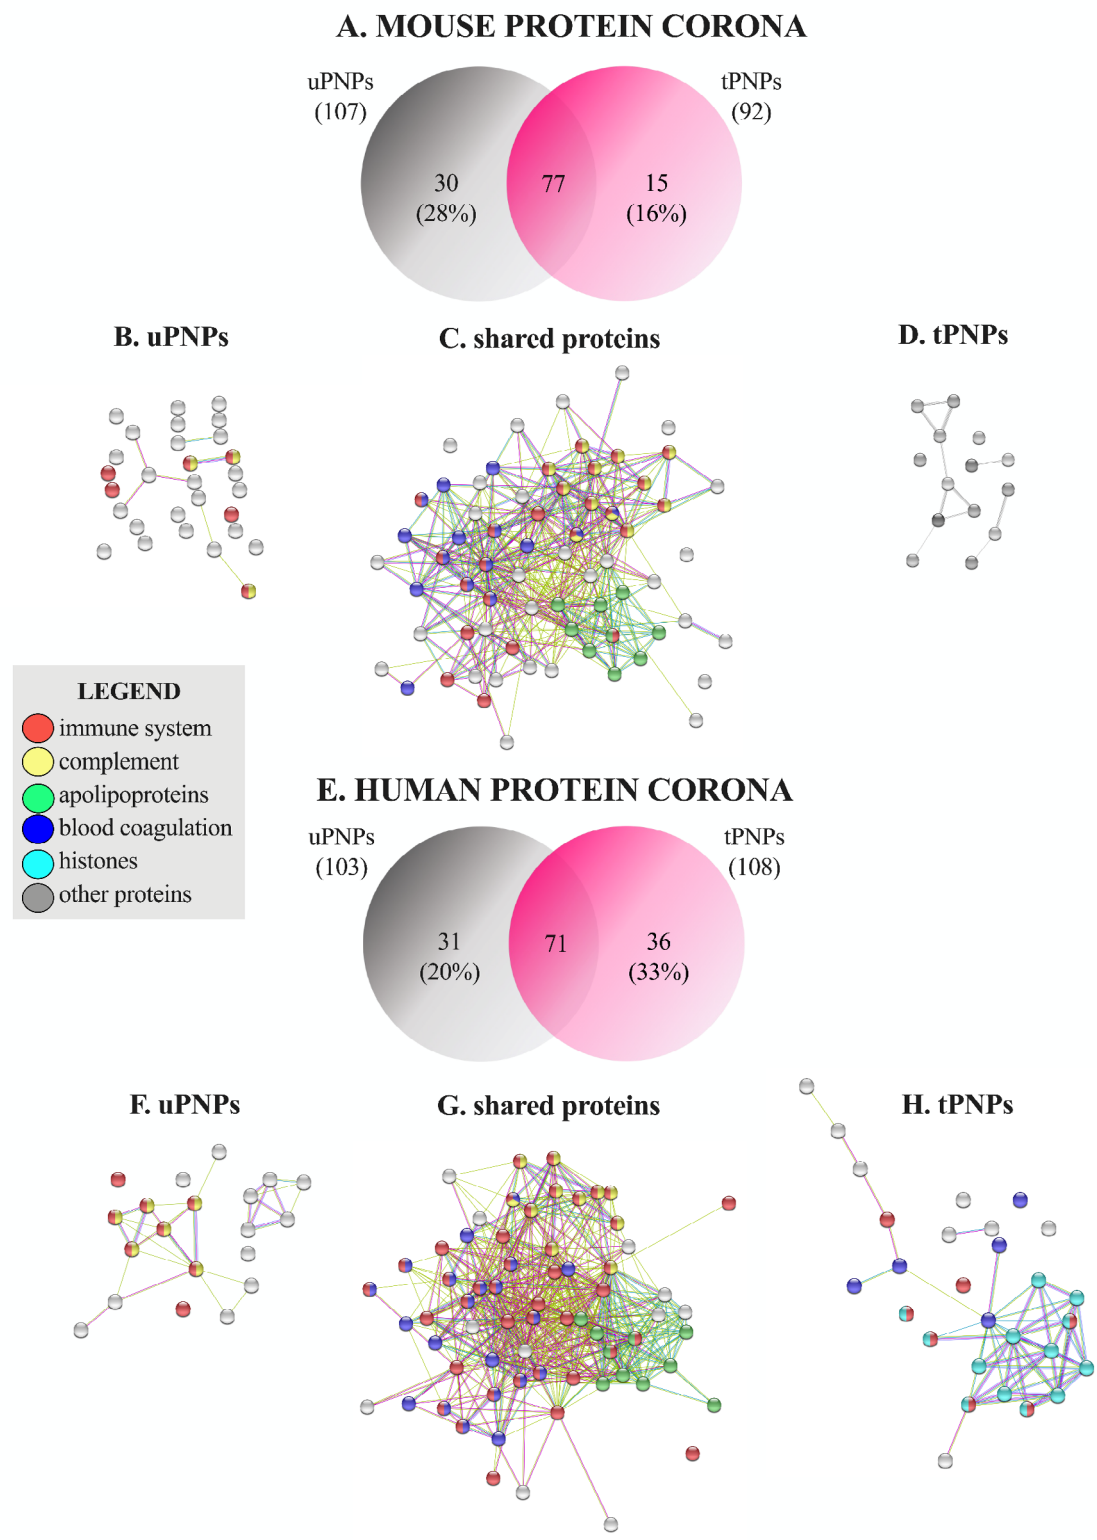 A. MOUSE PROTEIN CORONA
uPNPs
(107)
tPNPs
(92)
30
(28%)
77
15
(16%)
B. uPNPs
C. shared proteins
D. tPNPs
LEGEND
immune system
complement
apolipoproteins
blood coagulation
histones
other proteins
E. HUMAN PROTEIN CORONA
uPNPs
(103)
tPNPs
(108)
31
(20%)
71
36
(33%)
F. uPNPs
G. shared proteins
H. tPNPs